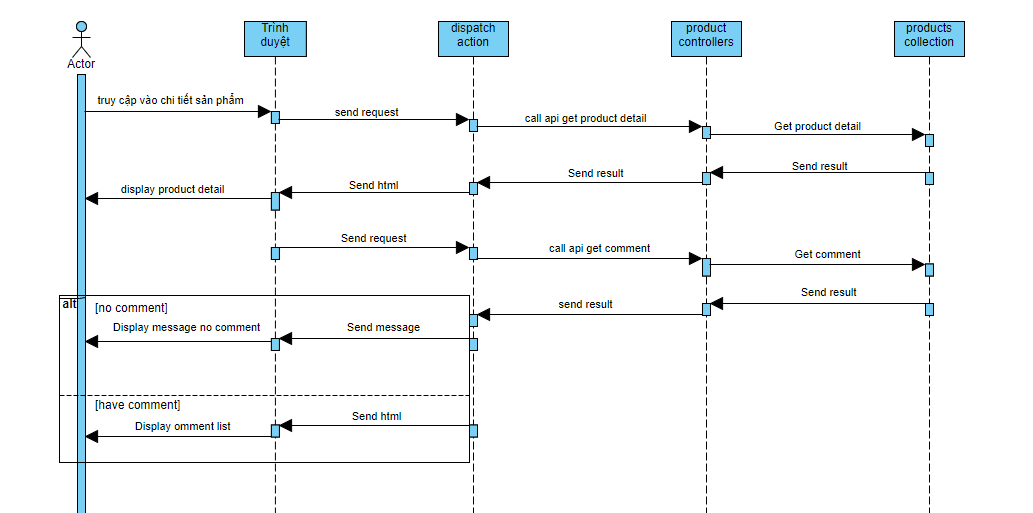 Trình
duyệt
dispatch
action
product
controllers
products
collection
Actor
truy cập vào chi tiết sản phẩm
send request
call api get product detail
Get product detail
Send result
Send result
Send html
display product detail
Send request
call api get comment
Get comment
Send result
send result
alt
[no comment]
Display message no comment
Send message
[have comment]
Send html
Display omment list